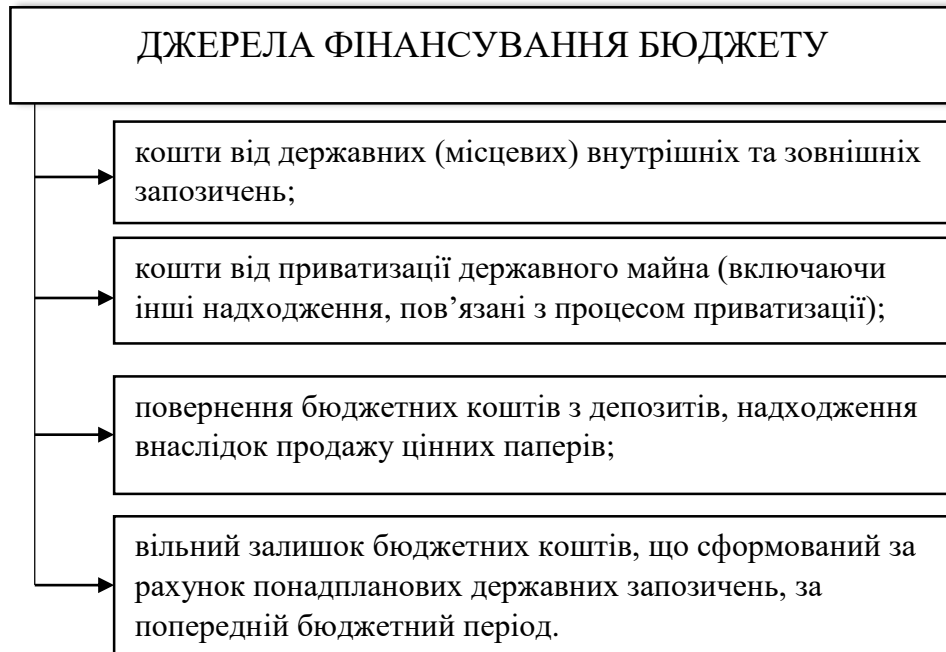 ДЖЕРЕЛА ФІНАНСУВАННЯ БЮДЖЕТУ
кошти від державних (місцевих) внутрішніх та зовнішніх
запозичень;
кошти від приватизації державного майна (включаючи
інші надходження, пов’язані з процесом приватизації);
повернення бюджетних коштів з депозитів, надходження
внаслідок продажу цінних паперів;
вільний залишок бюджетних коштів, що сформований за
рахунок понадпланових державних запозичень, за
попередній бюджетний період.